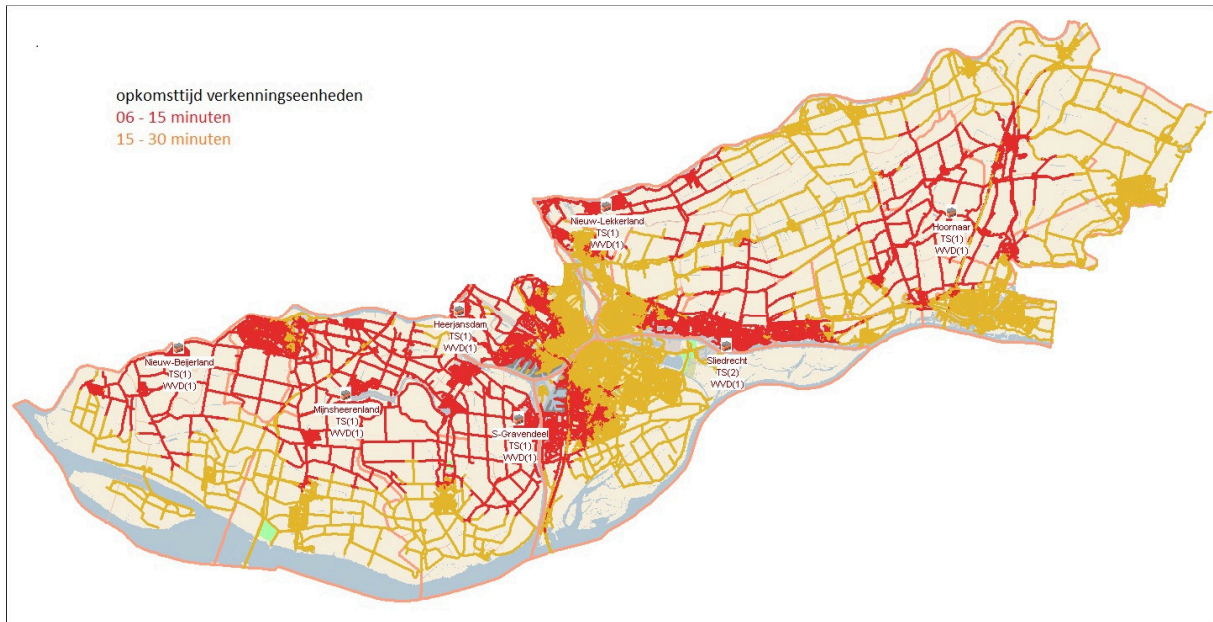 opkomsttijd verkenningseenheden
06 - 15 minuten
15 - 30 minuten
Nieuw-Lekkerland
TS(1)
WVD(1)
Hoornaar
TS(1)
WVD(1)
Heerjansdam
TS(1)
WVD(1)
Nieuw-Beijerland
TS(1)
WVD(1)
Sliedrecht
TS(2)
WVD(1)
Mijnsheerenland
TS(1)
WVD(1)
S-Gravendeel
TS(1)
WVD(1)